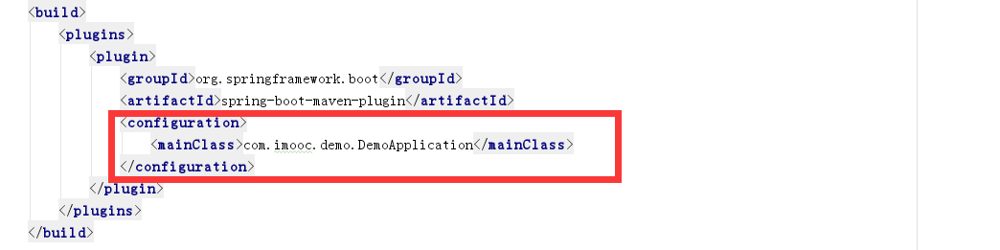 <build>
<plugins>
<plugin>
<groupId>org.springframework.boot</groupId>
<artifactId>spring-boot-maven-plugin</artifactId>
<configuration>
<mainClass>com.imooc.demo.DemoApplication</mainClass>
</configuration>
</plugin>
</plugins>
</build>